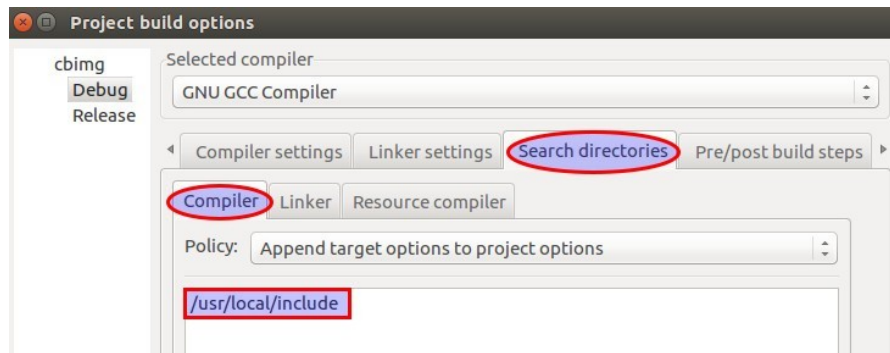 Project build options
cbimg
Debug
Release
Selected compiler
GNU GCC Compiler
Compiler settings Linker settings Search directories Pre/post build steps
Compiler Linker Resource compiler
Policy: Append target options to project options
/usr/local/include